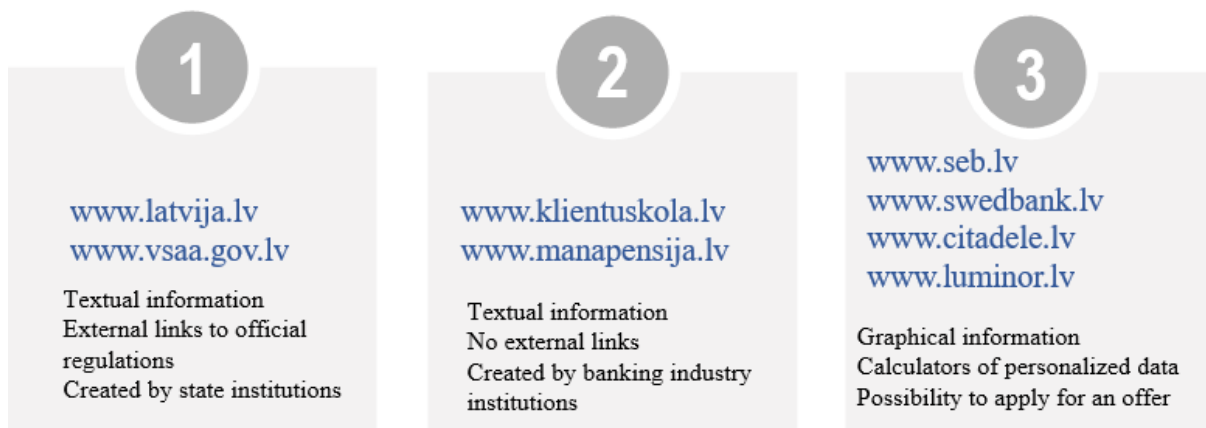 1
www.latvija.lv
www.vsaa.gov.lv
Textual information
External links to official
regulations
Created by state institutions
2
www.klientuskola.lv
www.manapensija.lv
Textual information
No external links
Created by banking industry
institutions
3
www.seb.lv
www.swedbank.lv
www.citadele.lv
www.luminor.lv
Graphical information
Calculators of personalized data
Possibility to apply for an offer